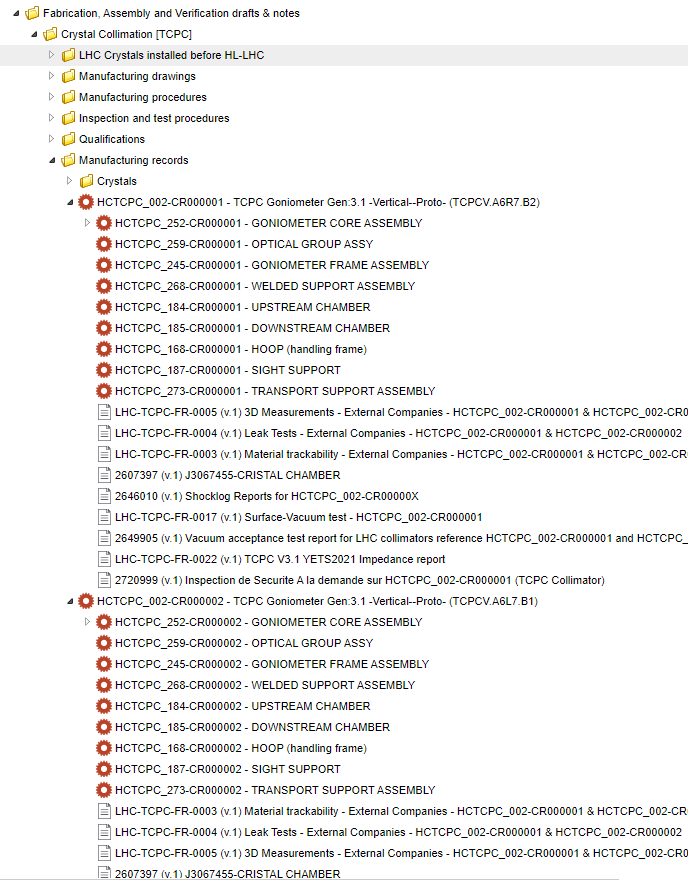 Fabrication, Assembly and Verification drafts & notes
Crystal Collimation [TCPC]
LHC Crystals installed before HL-LHC
Manufacturing drawings
Manufacturing procedures
Inspection and test procedures
Qualifications
Manufacturing records
Crystals
HCTCPC_002-CR000001 - TCPC Goniometer Gen:3.1 -Vertical--Proto- (TCPCV.A6R7.B2)
HCTCPC_252-CR000001 - GONIOMETER CORE ASSEMBLY
HCTCPC_259-CR000001 - OPTICAL GROUP ASSY
HCTCPC_245-CR000001 - GONIOMETER FRAME ASSEMBLY
HCTCPC_268-CR000001 - WELDED SUPPORT ASSEMBLY
HCTCPC_184-CR000001 - UPSTREAM CHAMBER
HCTCPC_185-CR000001 - DOWNSTREAM CHAMBER
HCTCPC_168-CR000001 - HOOP (handling frame)
HCTCPC_187-CR000001 - SIGHT SUPPORT
HCTCPC_273-CR000001 - TRANSPORT SUPPORT ASSEMBLY
LHC-TCPC-FR-0005 (v.1) 3D Measurements - External Companies - HCTCPC_002-CR000001 & HCTCPC_002-CR0
LHC-TCPC-FR-0004 (v.1) Leak Tests - External Companies - HCTCPC_002-CR000001 & HCTCPC_002-CR000002
LHC-TCPC-FR-0003 (v.1) Material trackability - External Companies - HCTCPC_002-CR000001 & HCTCPC_002-CR
2607397 (v.1) J3067455-CRISTAL CHAMBER
2646010 (v.1) Shocklog Reports for HCTCPC_002-CR00000X
LHC-TCPC-FR-0017 (v.1) Surface-Vacuum test - HCTCPC_002-CR000001
2649905 (v.1) Vacuum acceptance test report for LHC collimators reference HCTCPC_002-CR000001 and HCTCPC_
LHC-TCPC-FR-0022 (v.1) TCPC V3.1 YETS2021 Impedance report
2720999 (v.1) Inspection de Securite A la demande sur HCTCPC_002-CR000001 (TCPC Collimator)
HCTCPC_002-CR000002 - TCPC Goniometer Gen:3.1 -Vertical--Proto- (TCPCV.A6L7.B1)
HCTCPC_252-CR000002 - GONIOMETER CORE ASSEMBLY
HCTCPC_259-CR000002 - OPTICAL GROUP ASSY
HCTCPC_245-CR000002 - GONIOMETER FRAME ASSEMBLY
HCTCPC_268-CR000002 - WELDED SUPPORT ASSEMBLY
HCTCPC_184-CR000002 - UPSTREAM CHAMBER
HCTCPC_185-CR000002 - DOWNSTREAM CHAMBER
HCTCPC_168-CR000002 - HOOP (handling frame)
HCTCPC_187-CR000002 - SIGHT SUPPORT
HCTCPC_273-CR000002 - TRANSPORT SUPPORT ASSEMBLY
LHC-TCPC-FR-0003 (v.1) Material trackability - External Companies - HCTCPC_002-CR000001 & HCTCPC_002-CR
LHC-TCPC-FR-0004 (v.1) Leak Tests - External Companies - HCTCPC_002-CR000001 & HCTCPC_002-CR000002
LHC-TCPC-FR-0005 (v.1) 3D Measurements - External Companies - HCTCPC_002-CR000001 & HCTCPC_002-CR0
2607397 (v.1) J3067455-CRISTAL CHAMBER